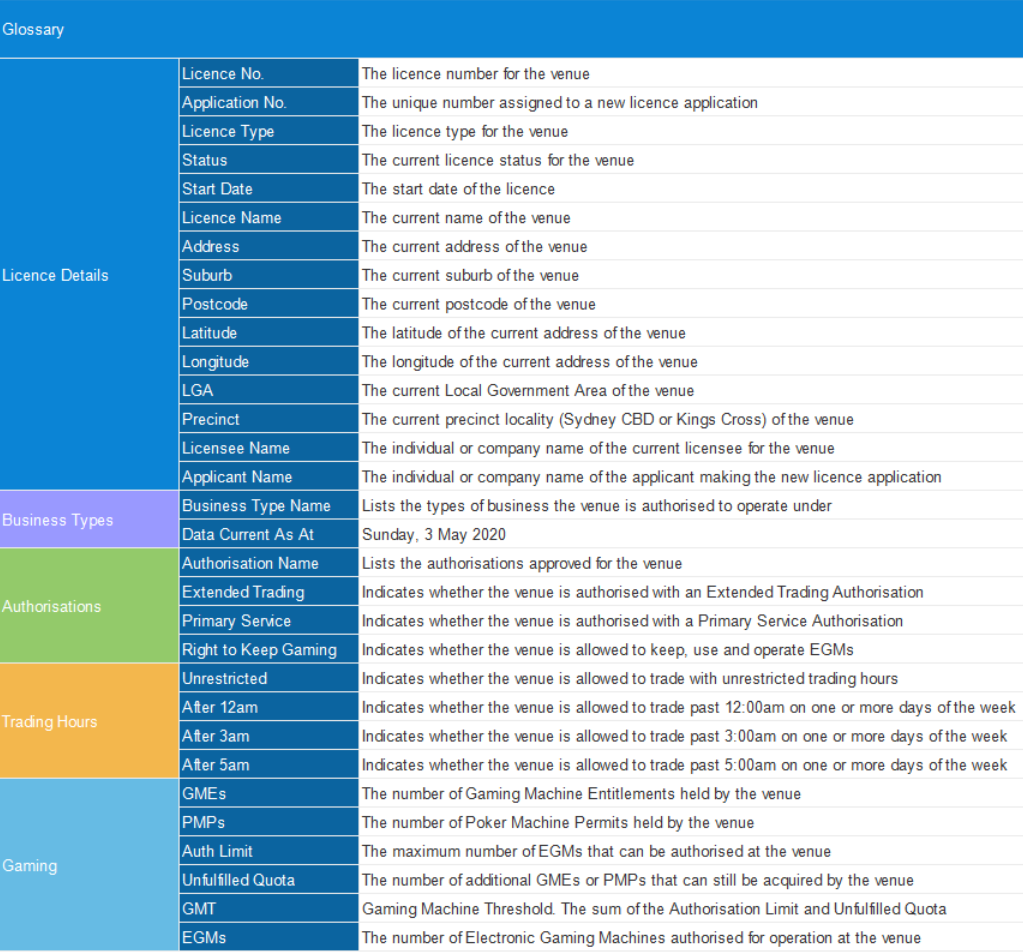 Glossary
Licence Details
Licence No. The licence number for the venue
Application No. The unique number assigned to a new licence application
Licence Type The licence type for the venue
Status The current licence status for the venue
Start Date The start date of the licence
Licence Name The current name of the venue
Address The current address of the venue
Suburb The current suburb of the venue
Postcode The current postcode of the venue
Latitude The latitude of the current address of the venue
Longitude The longitude of the current address of the venue
LGA The current Local Government Area of the venue
Precinct The current precinct locality (Sydney CBD or Kings Cross) of the venue
Licensee Name The individual or company name of the current licensee for the venue
Applicant Name The individual or company name of the applicant making the new licence application
Business Types
Business Type Name Lists the types of business the venue is authorised to operate under
Data Current As At Sunday, 3 May 2020
Authorisations
Authorisation Name Lists the authorisations approved for the venue
Extended Trading Indicates whether the venue is authorised with an Extended Trading Authorisation
Primary Service Indicates whether the venue is authorised with a Primary Service Authorisation
Right to Keep Gaming Indicates whether the venue is allowed to keep, use and operate EGMs
Trading Hours
Unrestricted Indicates whether the venue is allowed to trade with unrestricted trading hours
After 12am Indicates whether the venue is allowed to trade past 12:00am on one or more days of the week
After 3am Indicates whether the venue is allowed to trade past 3:00am on one or more days of the week
After 5am Indicates whether the venue is allowed to trade past 5:00am on one or more days of the week
Gaming
GMEs The number of Gaming Machine Entitlements held by the venue
PMPs The number of Poker Machine Permits held by the venue
Auth Limit The maximum number of EGMs that can be authorised at the venue
Unfulfilled Quota The number of additional GMEs or PMPs that can still be acquired by the venue
GMT Gaming Machine Threshold. The sum of the Authorisation Limit and Unfulfilled Quota
EGMs The number of Electronic Gaming Machines authorised for operation at the venue